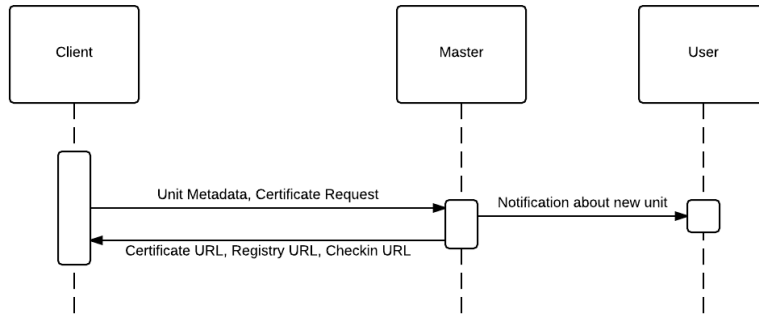 Client
Master
User
Unit Metadata, Certificate Request
Notification about new unit
Certificate URL, Registry URL, Checkin URL